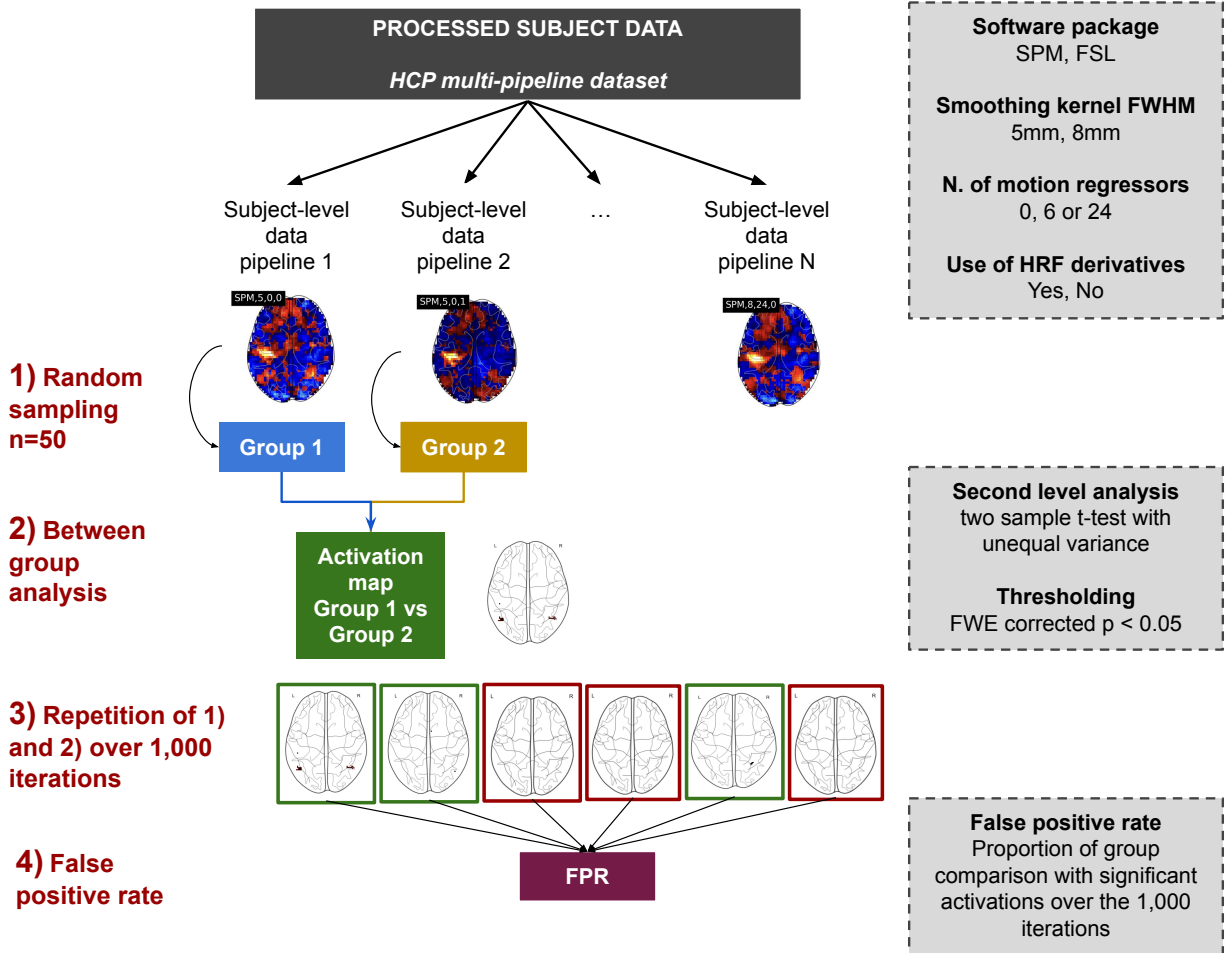 PROCESSED SUBJECT DATA
HCP multi-pipeline dataset
Software package
SPM, FSL
Smoothing kernel FWHM
5mm, 8mm
N. of motion regressors
0, 6 or 24
Use of HRF derivatives
Yes, No
Subject-level
data
pipeline 1
Subject-level
data
pipeline 2
...
Subject-level
data
pipeline N
SPM,5,0,0
SPM,5,0,1
SPM,8,24,0
1) Random
sampling
n=50
Group 1
Group 2
2) Between
group
analysis
Activation
map
Group 1 vs
Group 2
L R
Second level analysis
two sample t-test with
unequal variance
Thresholding
FWE corrected p < 0.05
3) Repetition of 1)
and 2) over 1,000
iterations
L R
L R
L R
L R
L R
L R
4) False
positive rate
FPR
False positive rate
Proportion of group
comparison with significant
activations over the 1,000
iterations